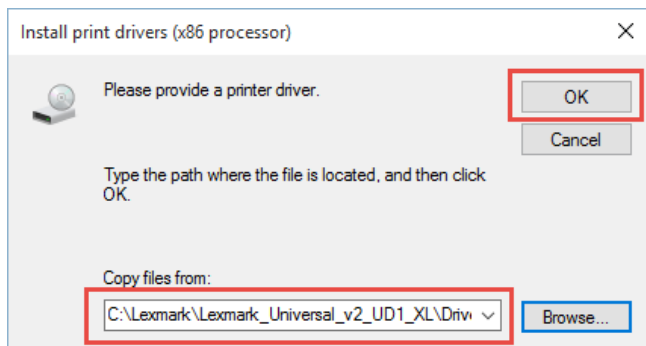 Install print drivers (x86 processor)
Please provide a printer driver.
OK
Cancel
Type the path where the file is located, and then click
OK.
Copy files from:
C:\Lexmark\Lexmark_Universal_v2_UD1_XL\Drive
Browse...